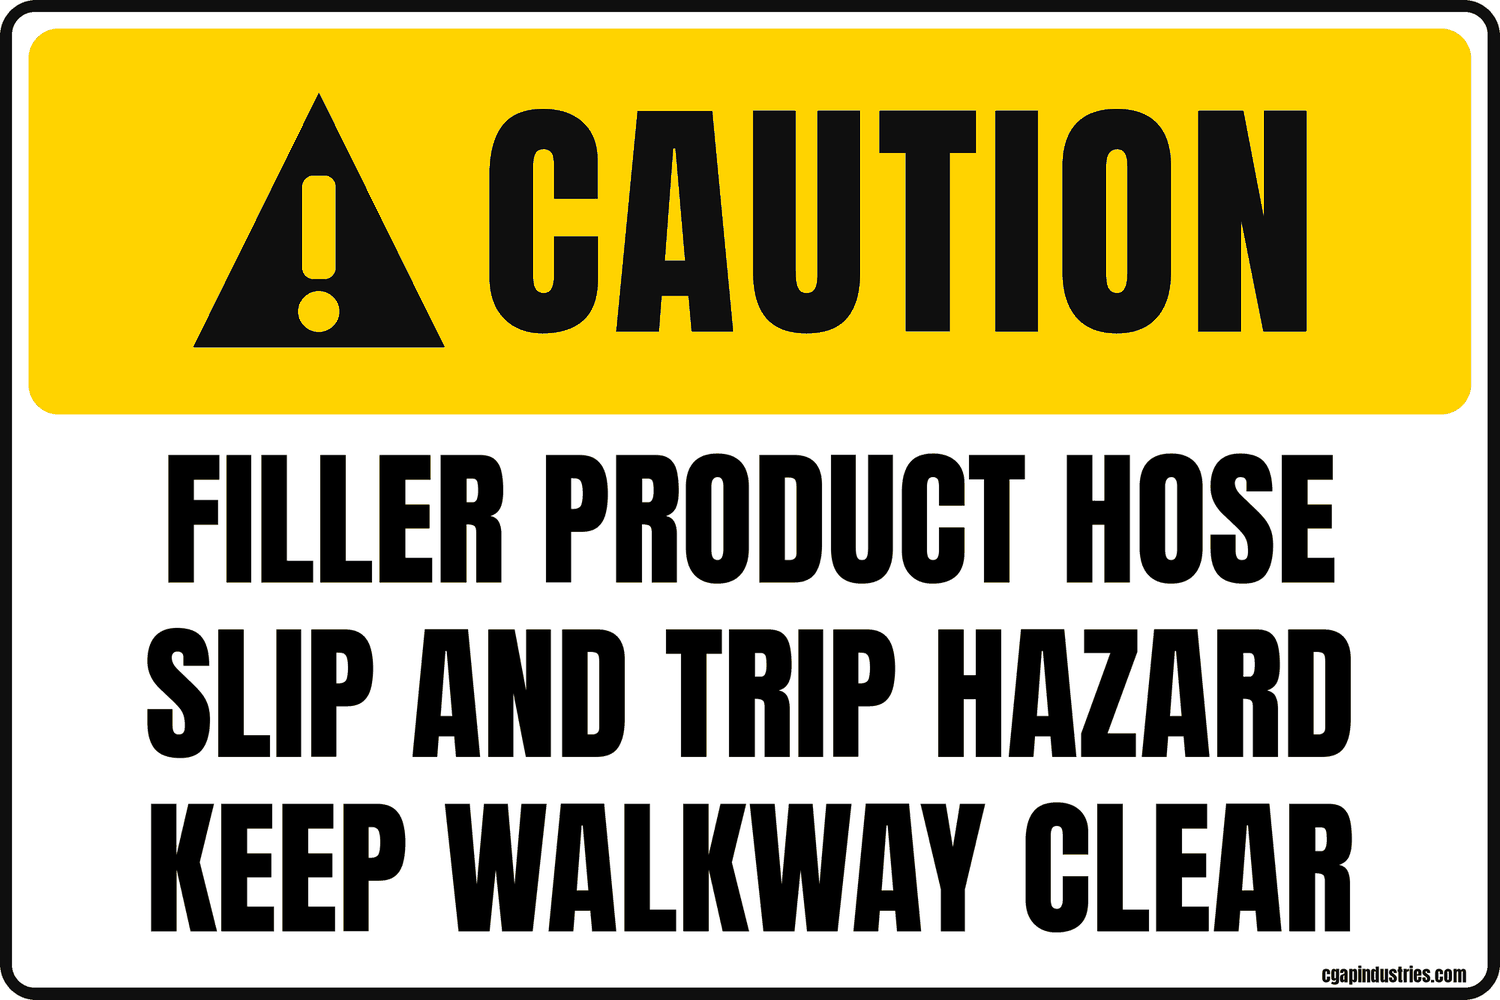 CAUTION
FILLER PRODUCT HOSE
SLIP AND TRIP HAZARD
KEEP WALKWAY CLEAR
cgapindustries.com